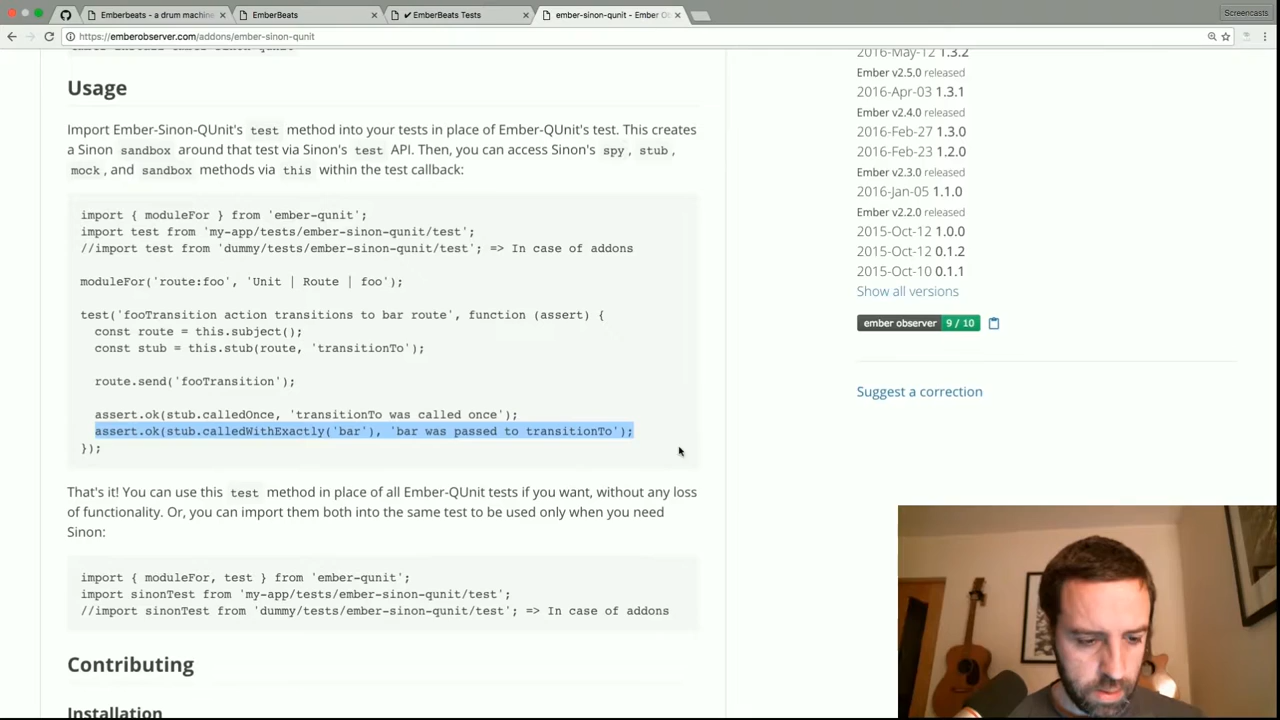 Emberbeats - a drum machine
EmberBeats
✔ EmberBeats Tests
ember-sinon-qunit - Ember O
Screencasts
https://emberobserver.com/addons/ember-sinon-qunit
ember install ember-sinon-qunit
Usage
Import Ember-Sinon-QUnit's test method into your tests in place of Ember-QUnit's test. This creates
a Sinon sandbox around that test via Sinon's test API. Then, you can access Sinon's spy, stub,
mock, and sandbox methods via this within the test callback:
import { moduleFor } from 'ember-qunit';
import test from 'my-app/tests/ember-sinon-qunit/test';
//import test from 'dummy/tests/ember-sinon-qunit/test'; => In case of addons
moduleFor('route:foo', 'Unit | Route | foo');
test('fooTransition action transitions to bar route', function (assert) {
const route = this.subject();
const stub = this.stub(route, 'transitionTo');
route.send('fooTransition');
assert.ok(stub.calledOnce, 'transitionTo was called once');
assert.ok(stub.calledWithExactly('bar'), 'bar was passed to transitionTo');
});
That's it! You can use this test method in place of all Ember-QUnit tests if you want, without any loss
of functionality. Or, you can import them both into the same test to be used only when you need
Sinon:
import { moduleFor, test } from 'ember-qunit';
import sinonTest from 'my-app/tests/ember-sinon-qunit/test';
//import sinonTest from 'dummy/tests/ember-sinon-qunit/test'; => In case of addons
Contributing
Installation
2016-May-12 1.3.2
Ember v2.5.0 released
2016-Apr-03 1.3.1
Ember v2.4.0 released
2016-Feb-27 1.3.0
2016-Feb-23 1.2.0
Ember v2.3.0 released
2016-Jan-05 1.1.0
Ember v2.2.0 released
2015-Oct-12 1.0.0
2015-Oct-12 0.1.2
2015-Oct-10 0.1.1
Show all versions
ember observer 9 / 10
Suggest a correction